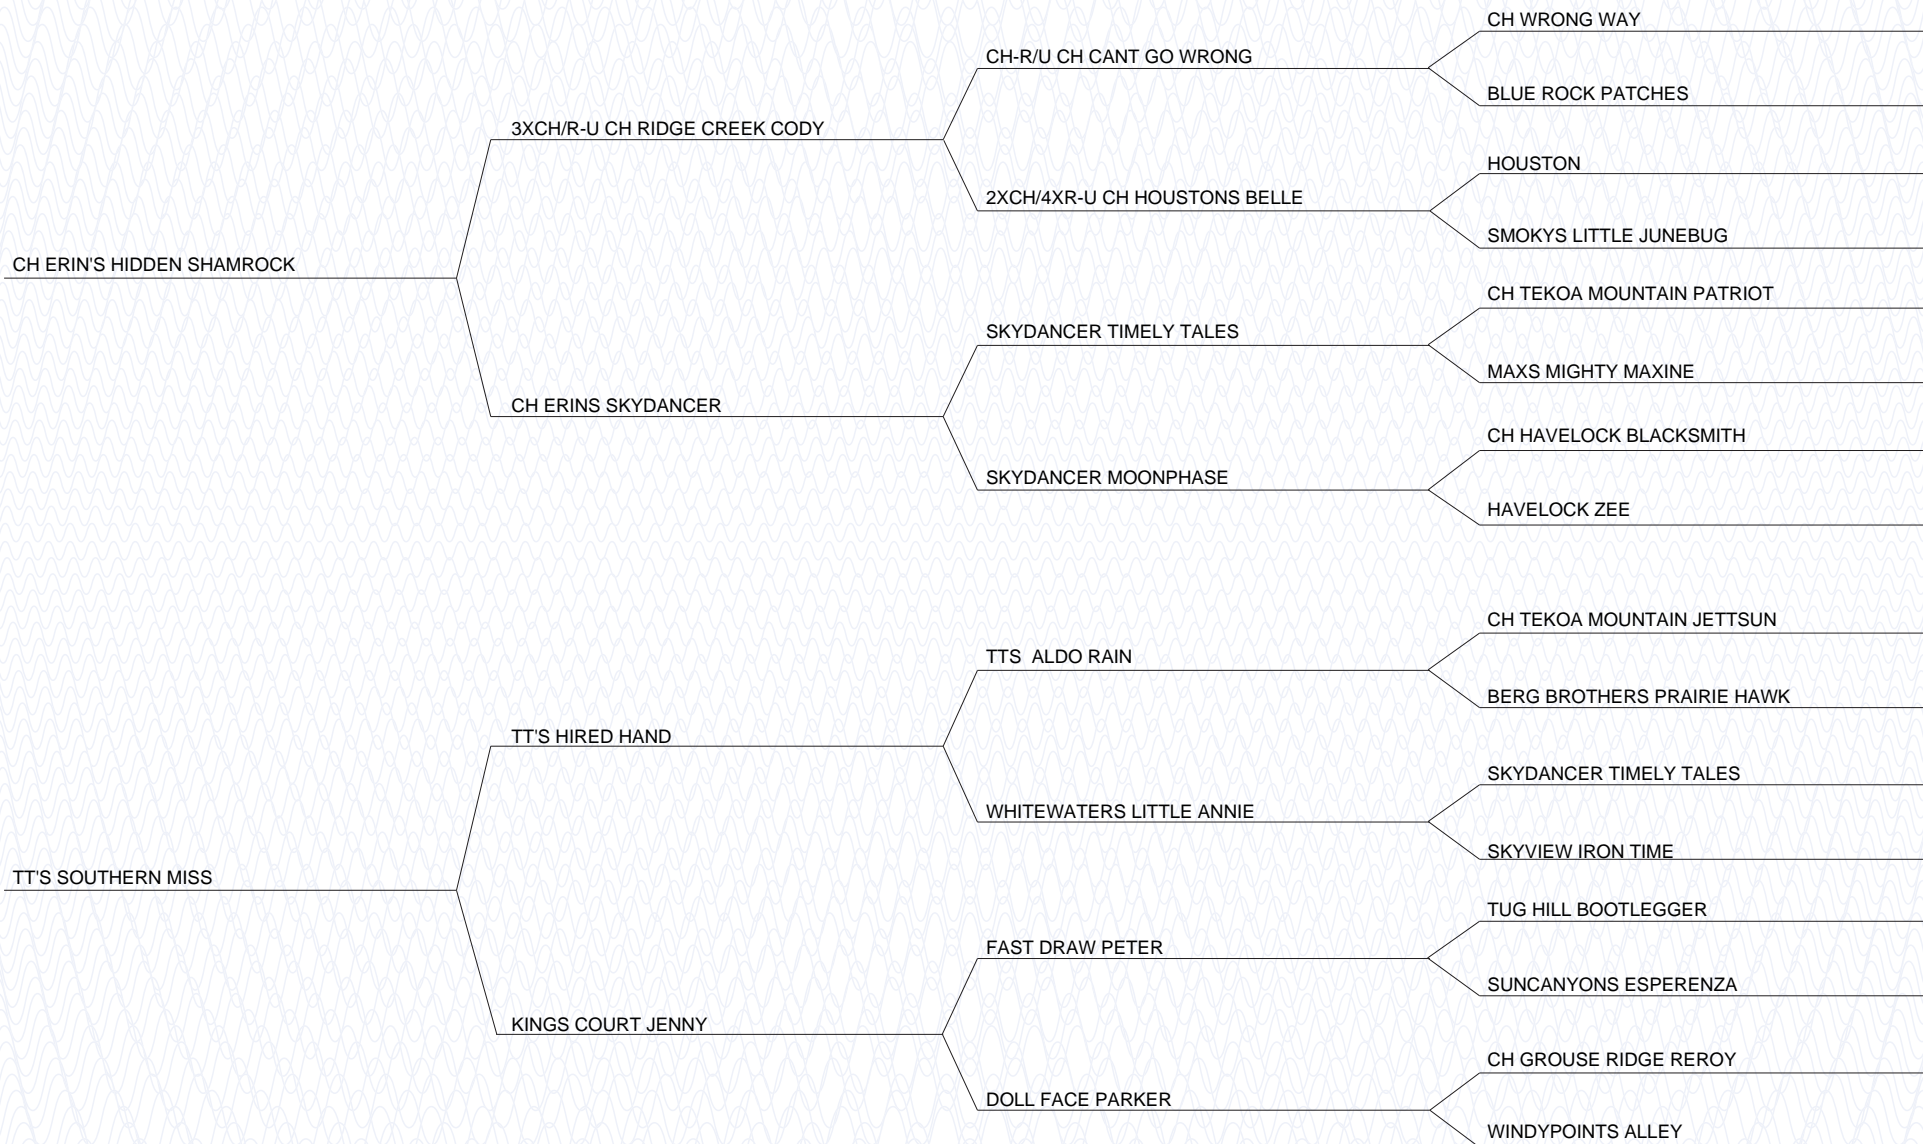 CH WRONG WAY
CH-R/U CH CANT GO WRONG
BLUE ROCK PATCHES
3XCH/R-U CH RIDGE CREEK CODY
HOUSTON
2XCH/4XR-U CH HOUSTONS BELLE
SMOKYS LITTLE JUNEBUG
CH ERIN'S HIDDEN SHAMROCK
CH TEKOA MOUNTAIN PATRIOT
SKYDANCER TIMELY TALES
MAXS MIGHTY MAXINE
CH ERINS SKYDANCER
CH HAVELOCK BLACKSMITH
SKYDANCER MOONPHASE
HAVELOCK ZEE
CH TEKOA MOUNTAIN JETTSUN
TTS  ALDO RAIN
BERG BROTHERS PRAIRIE HAWK
TT'S HIRED HAND
SKYDANCER TIMELY TALES
WHITEWATERS LITTLE ANNIE
SKYVIEW IRON TIME
TT'S SOUTHERN MISS
TUG HILL BOOTLEGGER
FAST DRAW PETER
SUNCANYONS ESPERENZA
KINGS COURT JENNY
CH GROUSE RIDGE REROY
DOLL FACE PARKER
WINDYPOINTS ALLEY